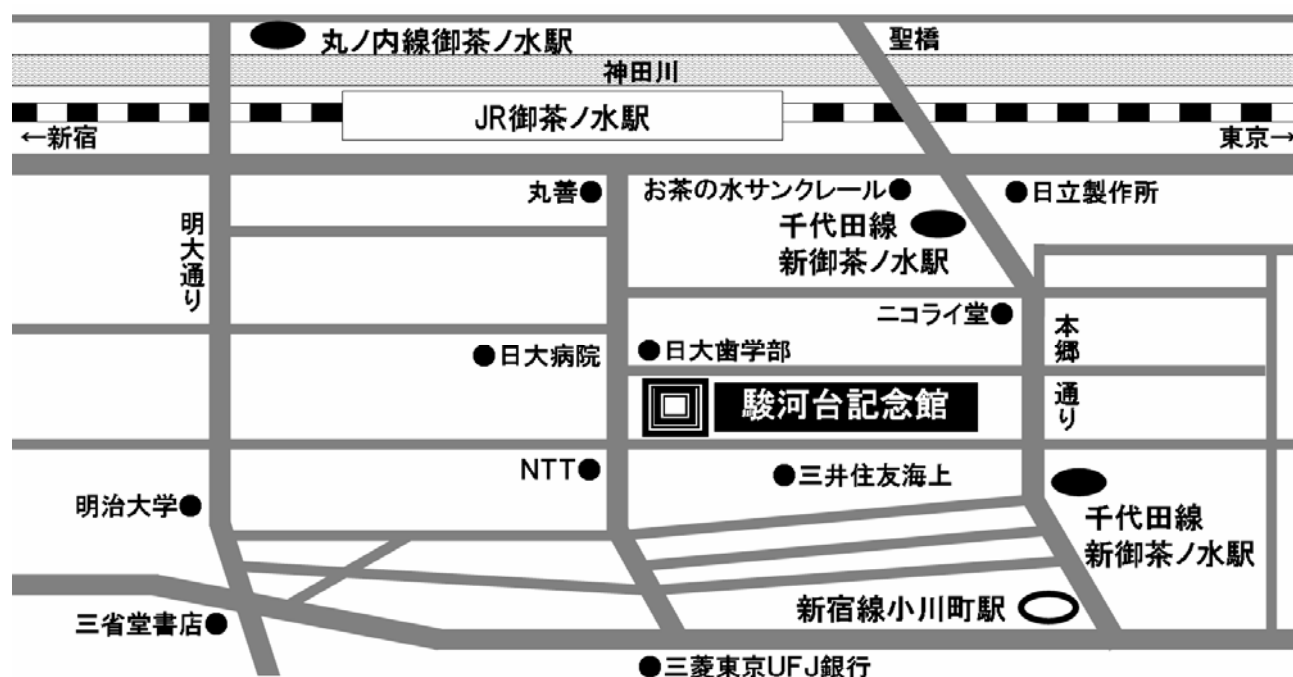 丸ノ内線御茶ノ水駅
聖橋
神田川
JR御茶ノ水駅
←新宿
東京→
丸善
お茶の水サンクレール
日立製作所
明大通り
千代田線
新御茶ノ水駅
ニコライ堂
本郷通り
日大病院
日大歯学部
駿河台記念館
NTT
三井住友海上
明治大学
千代田線
新御茶ノ水駅
新宿線小川町駅
三省堂書店
三菱東京UFJ銀行